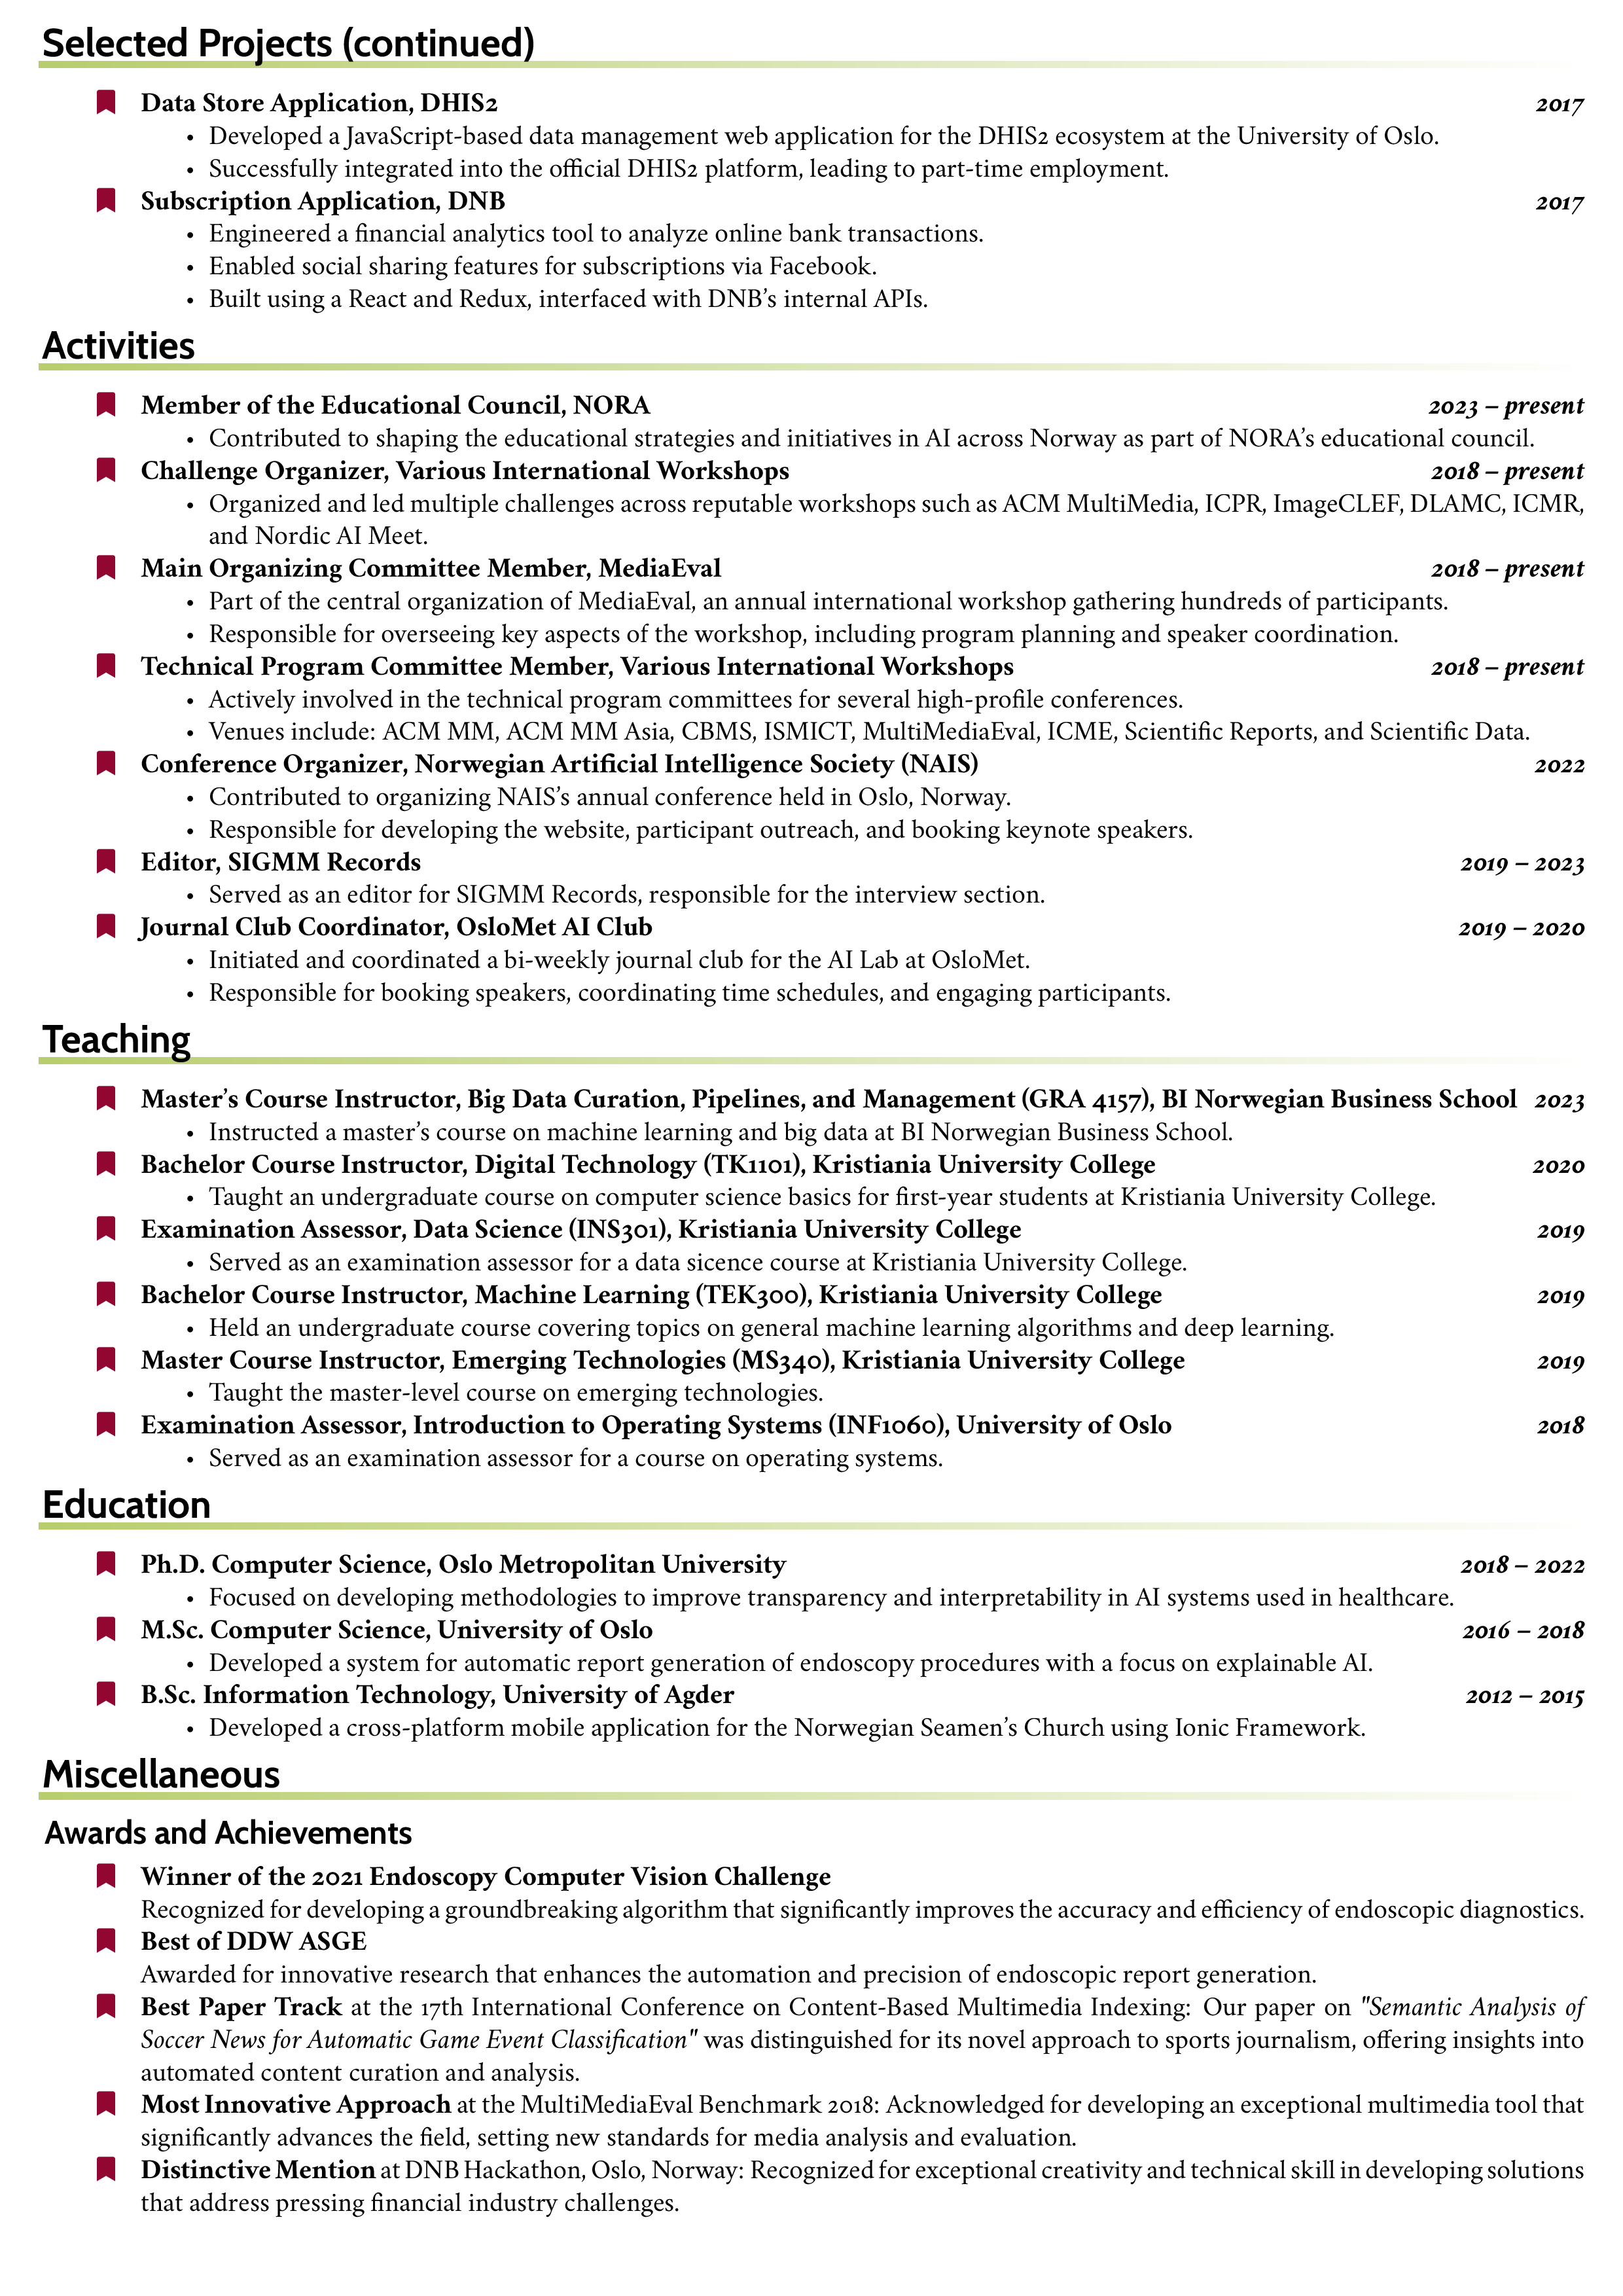 Selected Projects (continued)
Data Store Application, DHIS2 2017
• Developed a JavaScript-based data management web application for the DHIS2 ecosystem at the University of Oslo.
• Successfully integrated into the official DHIS2 platform, leading to part-time employment.
Subscription Application, DNB 2017
• Engineered a financial analytics tool to analyze online bank transactions.
• Enabled social sharing features for subscriptions via Facebook.
• Built using a React and Redux, interfaced with DNB's internal APIs.
Activities
Member of the Educational Council, NORA 2023 – present
• Contributed to shaping the educational strategies and initiatives in AI across Norway as part of NORA's educational council.
Challenge Organizer, Various International Workshops 2018 – present
• Organized and led multiple challenges across reputable workshops such as ACM MultiMedia, ICPR, ImageCLEF, DLAMC, ICMR,
and Nordic AI Meet.
Main Organizing Committee Member, MediaEval 2018 – present
• Part of the central organization of MediaEval, an annual international workshop gathering hundreds of participants.
• Responsible for overseeing key aspects of the workshop, including program planning and speaker coordination.
Technical Program Committee Member, Various International Workshops 2018 – present
• Actively involved in the technical program committees for several high-profile conferences.
• Venues include: ACM MM, ACM MM Asia, CBMS, ISMICT, MultiMediaEval, ICME, Scientific Reports, and Scientific Data.
Conference Organizer, Norwegian Artificial Intelligence Society (NAIS) 2022
• Contributed to organizing NAIS's annual conference held in Oslo, Norway.
• Responsible for developing the website, participant outreach, and booking keynote speakers.
Editor, SIGMM Records 2019 – 2023
• Served as an editor for SIGMM Records, responsible for the interview section.
Journal Club Coordinator, OsloMet AI Club 2019 – 2020
• Initiated and coordinated a bi-weekly journal club for the AI Lab at OsloMet.
• Responsible for booking speakers, coordinating time schedules, and engaging participants.
Teaching
Master's Course Instructor, Big Data Curation, Pipelines, and Management (GRA 4157), BI Norwegian Business School 2023
• Instructed a master's course on machine learning and big data at BI Norwegian Business School.
Bachelor Course Instructor, Digital Technology (TK1101), Kristiania University College 2020
• Taught an undergraduate course on computer science basics for first-year students at Kristiania University College.
Examination Assessor, Data Science (INS301), Kristiania University College 2019
• Served as an examination assessor for a data sicence course at Kristiania University College.
Bachelor Course Instructor, Machine Learning (TEK300), Kristiania University College 2019
• Held an undergraduate course covering topics on general machine learning algorithms and deep learning.
Master Course Instructor, Emerging Technologies (MS340), Kristiania University College 2019
• Taught the master-level course on emerging technologies.
Examination Assessor, Introduction to Operating Systems (INF1060), University of Oslo 2018
• Served as an examination assessor for a course on operating systems.
Education
Ph.D. Computer Science, Oslo Metropolitan University 2018 – 2022
• Focused on developing methodologies to improve transparency and interpretability in AI systems used in healthcare.
M.Sc. Computer Science, University of Oslo 2016 – 2018
• Developed a system for automatic report generation of endoscopy procedures with a focus on explainable AI.
B.Sc. Information Technology, University of Agder 2012 – 2015
• Developed a cross-platform mobile application for the Norwegian Seamen's Church using Ionic Framework.
Miscellaneous
Awards and Achievements
Winner of the 2021 Endoscopy Computer Vision Challenge
Recognized for developing a groundbreaking algorithm that significantly improves the accuracy and efficiency of endoscopic diagnostics.
Best of DDW ASGE
Awarded for innovative research that enhances the automation and precision of endoscopic report generation.
Best Paper Track at the 17th International Conference on Content-Based Multimedia Indexing: Our paper on "Semantic Analysis of
Soccer News for Automatic Game Event Classification" was distinguished for its novel approach to sports journalism, offering insights into
automated content curation and analysis.
Most Innovative Approach at the MultiMediaEval Benchmark 2018: Acknowledged for developing an exceptional multimedia tool that
significantly advances the field, setting new standards for media analysis and evaluation.
Distinctive Mention at DNB Hackathon, Oslo, Norway: Recognized for exceptional creativity and technical skill in developing solutions
that address pressing financial industry challenges.